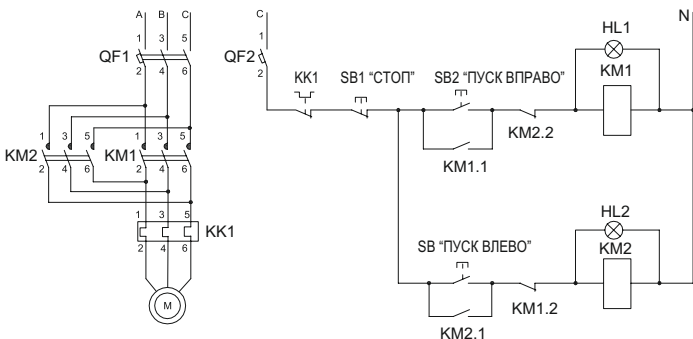 A B C
1 3 5
QF1
2 4 6
1 3 5
KM2
2 4 6
1 3 5
KM1
2 4 6
1 3 5
KK1
2 4 6
M
C
1
QF2
2
KK1
SB1 “СТОП”
SB2 “ПУСК ВПРАВО”
KM1.1
KM2.2
HL1
KM1
N
SB “ПУСК ВЛЕВО”
KM2.1
KM1.2
HL2
KM2